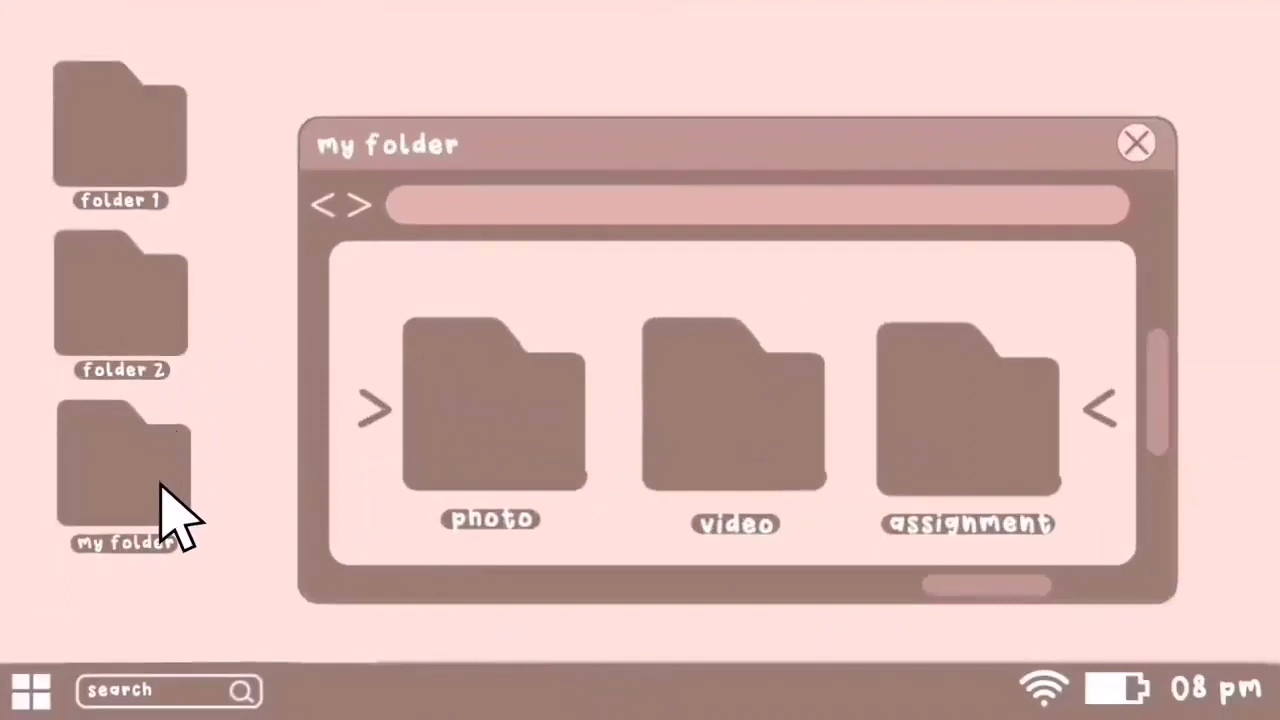 folder 1
folder 2
my folder
my folder
photo
video
assignment
search
08 pm